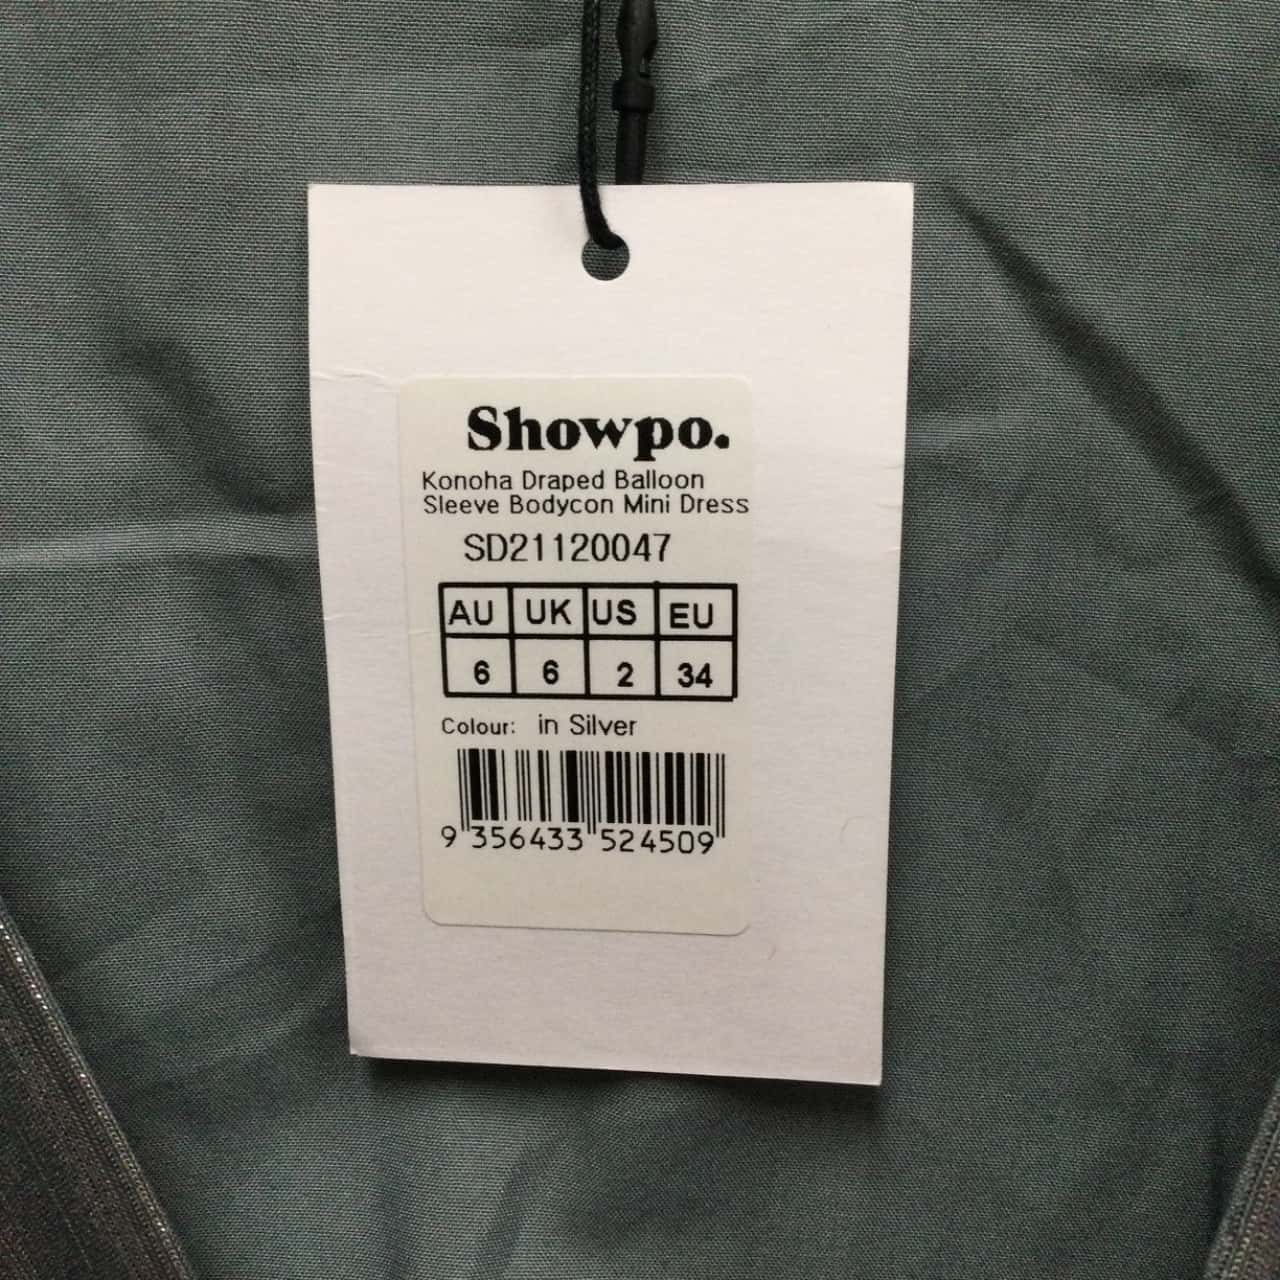 Showpo.
Konoha Draped Balloon
Sleeve Bodycon Mini Dress
SD21120047
AU UK US EU
6 6 2 34
Colour: in Silver
9 356433 524509